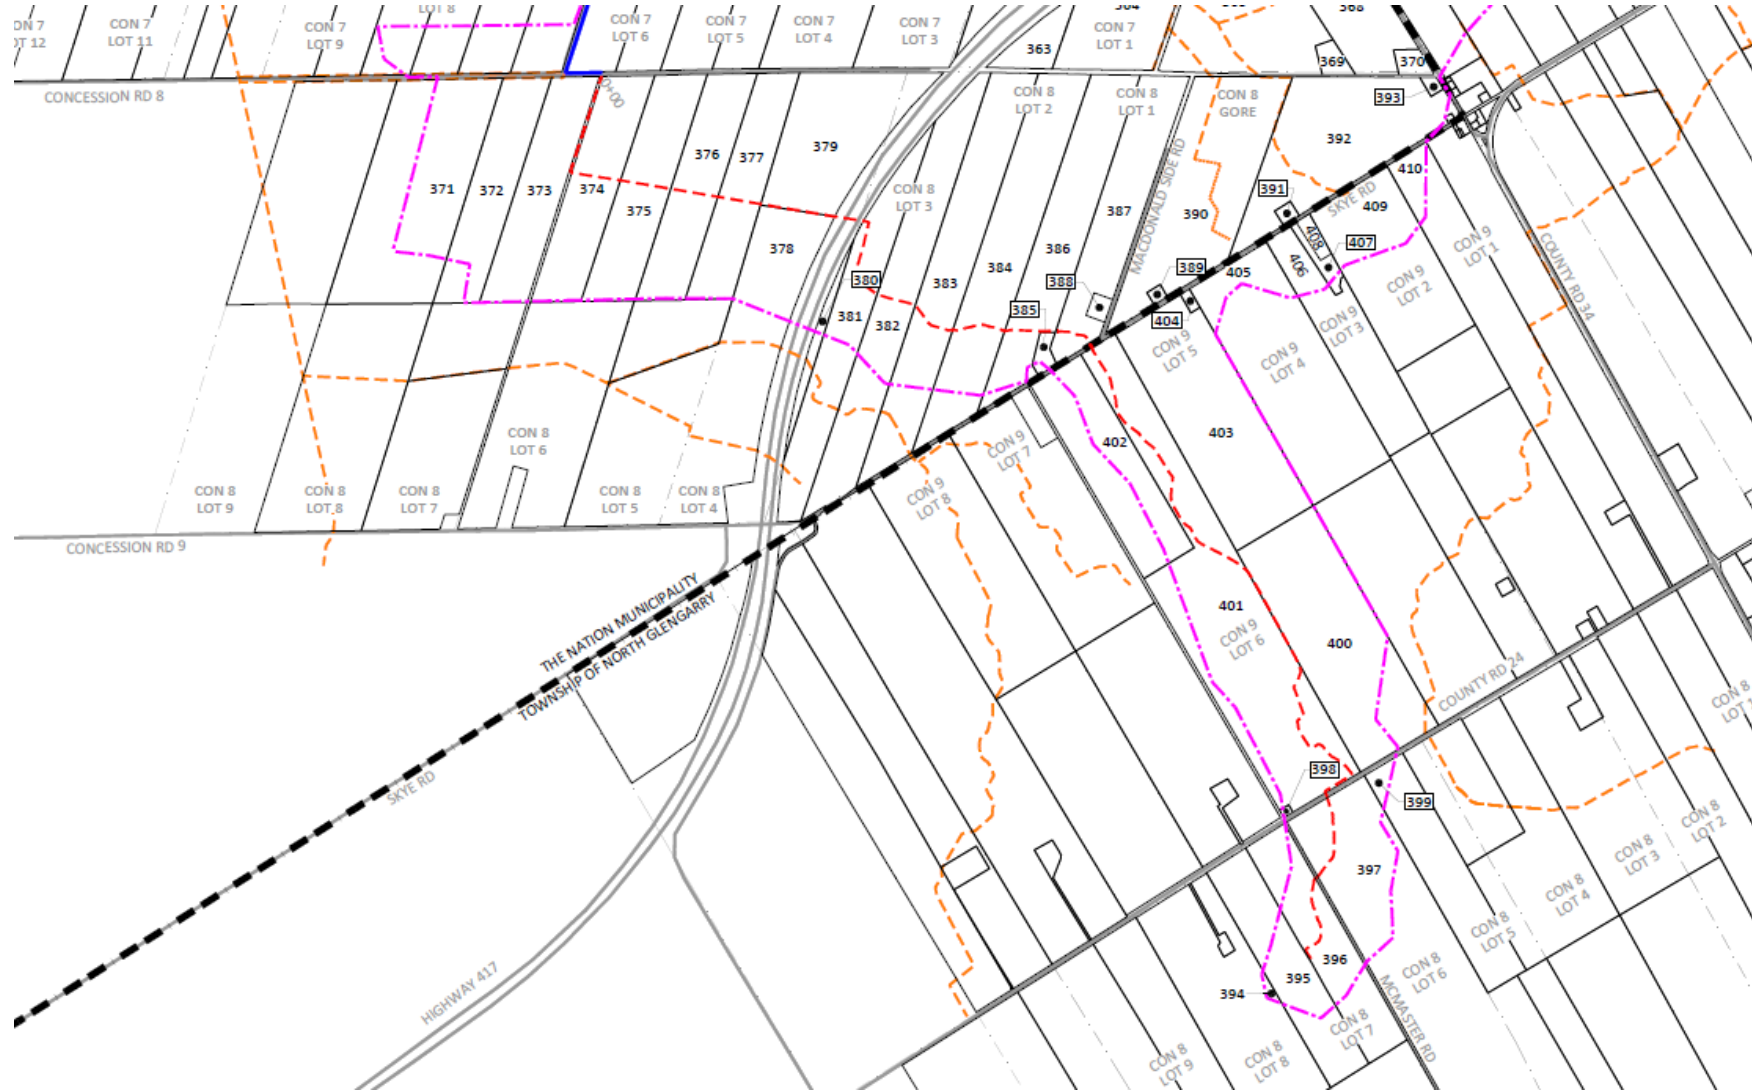 LOT 8
CON 7
LOT 11
CON 7
LOT 9
CON 7
LOT 6
CON 7
LOT 5
CON 7
LOT 4
CON 7
LOT 3
363
CON 7
LOT 1
368
369
370
393
CONCESSION RD 8
0+00
CON 8
LOT 2
CON 8
LOT 1
CON 8
GORE
392
376
377
379
371
372
373
374
375
378
CON 8
LOT 3
387
MACDONALD SIDE RD
390
391
SKYE RD
410
409
408
407
406
405
CON 9
LOT 1
COUNTY RD 34
CON 9
LOT 2
380
381
382
383
384
386
388
385
389
404
CON 9
LOT 3
CON 9
LOT 5
CON 9
LOT 4
402
403
CON 9
LOT 7
CON 9
LOT 8
CON 8
LOT 6
CON 8
LOT 9
CON 8
LOT 8
CON 8
LOT 7
CON 8
LOT 5
CON 8
LOT 4
CONCESSION RD 9
THE NATION MUNICIPALITY
TOWNSHIP OF NORTH GLENGARRY
401
CON 9
LOT 6
400
COUNTY RD 24
CON 8
LOT 1
SKYE RD
398
399
CON 8
LOT 2
CON 8
LOT 3
CON 8
LOT 4
CON 8
LOT 5
397
CON 8
LOT 6
396
395
394
HIGHWAY 417
MCMASTER RD
CON 8
LOT 7
CON 8
LOT 8
CON 8
LOT 9